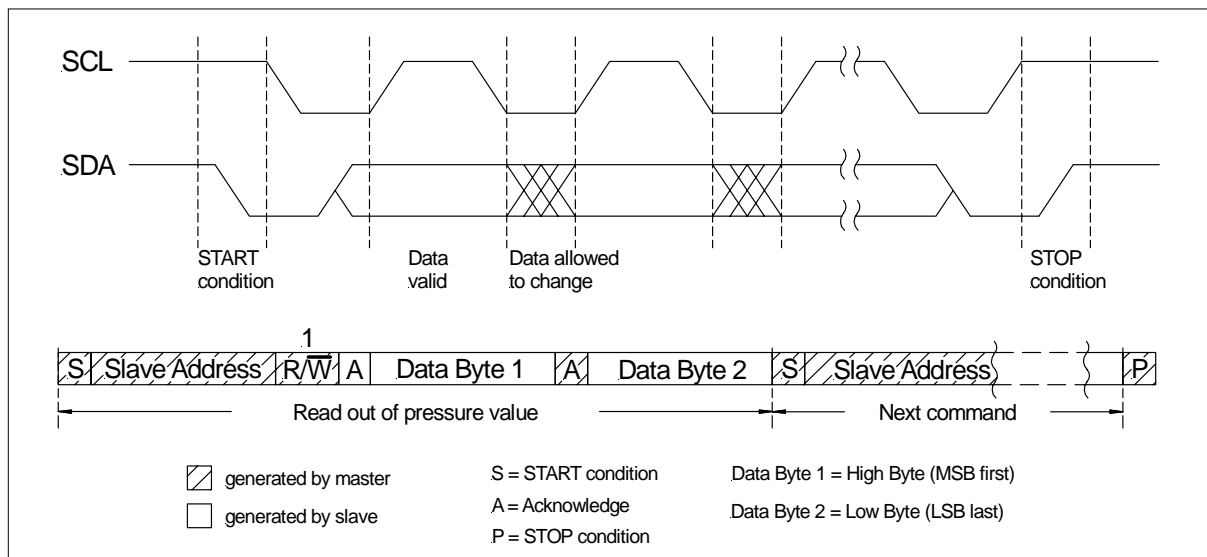 SCL
SDA
START
condition
Data
valid
Data allowed
to change
STOP
condition
1
S Slave Address R/W̅ A Data Byte 1 A Data Byte 2 S Slave Address P
Read out of pressure value Next command
generated by master
generated by slave
S = START condition
A = Acknowledge
P = STOP condition
Data Byte 1 = High Byte (MSB first)
Data Byte 2 = Low Byte (LSB last)